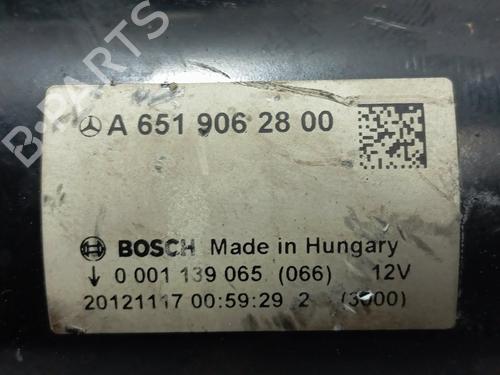 B-PARTS
A 651 906 28 00
BOSCH Made in Hungary
↓ 0 001 139 065 (066) 12V
20121117 00:59:29 2 (3000)